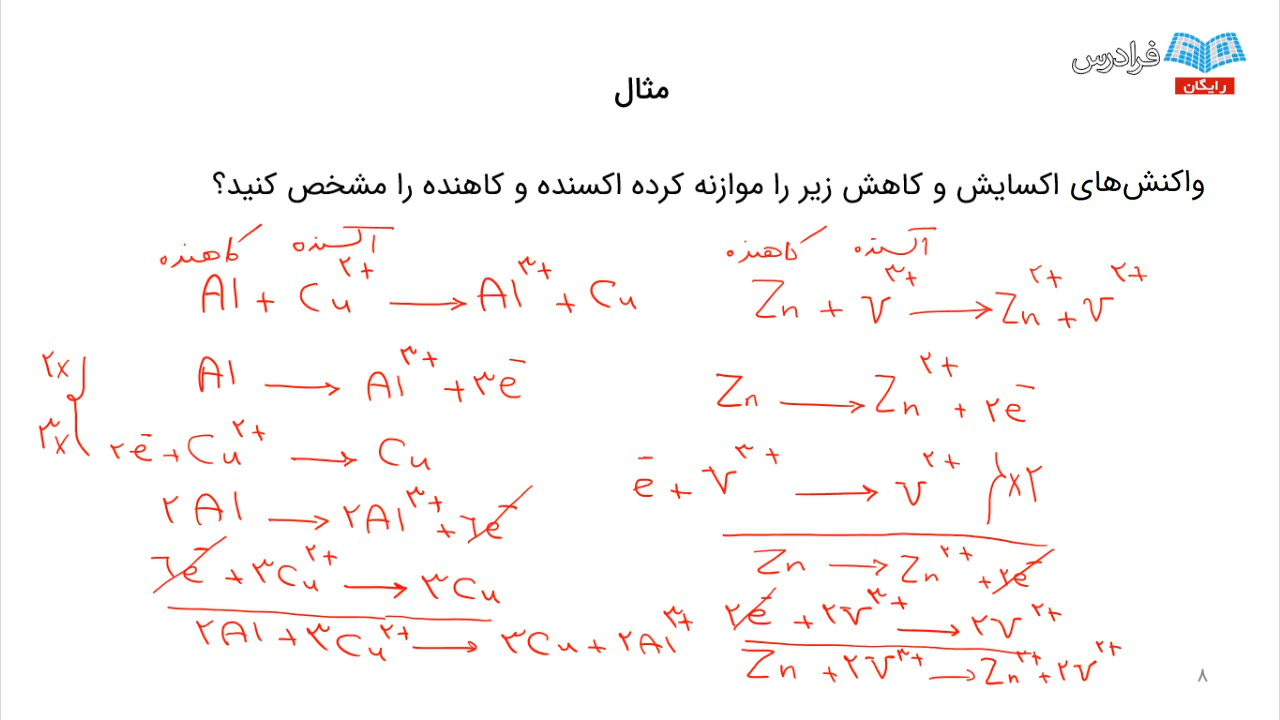 فرادرس
رایگان
مثال
واکنش‌های اکسایش و کاهش زیر را موازنه کرده اکسنده و کاهنده را مشخص کنید؟
کاهنده اکسنده
Al + Cu²⁺ → Al³⁺ + Cu
۲x Al → Al³⁺ + ۳e⁻
۳x ۲e⁻ + Cu²⁺ → Cu
۲Al → ۲Al³⁺ + ۶e⁻
۶e⁻ + ۳Cu²⁺ → ۳Cu
۲Al + ۳Cu²⁺ → ۳Cu + ۲Al³⁺
کاهنده اکسنده
Zn + V³⁺ → Zn²⁺ + V²⁺
Zn → Zn²⁺ + ۲e⁻
e⁻ + V³⁺ → V²⁺ x۲
Zn → Zn²⁺ + ۲e⁻
۲e⁻ + ۲V³⁺ → ۲V²⁺
Zn + ۲V³⁺ → Zn²⁺ + ۲V²⁺
۸